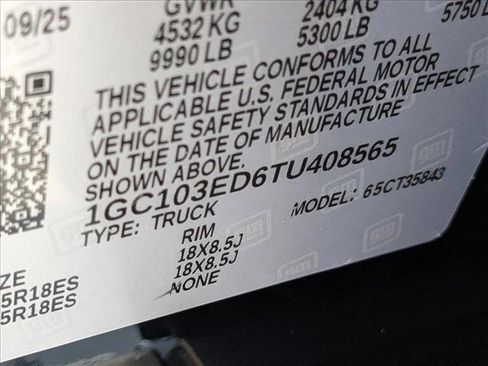 09/25 GVWR 2404 KG 5750 L
4532 KG 5300 LB
9990 LB
THIS VEHICLE CONFORMS TO ALL
APPLICABLE U.S. FEDERAL MOTOR
VEHICLE SAFETY STANDARDS IN EFFECT
ON THE DATE OF MANUFACTURE
1GC103ED6TU408565
TYPE: TRUCK MODEL: 65CT35843
RIM
ZE 18X8.5J
5R18ES 18X8.5J
5R18ES NONE
gm